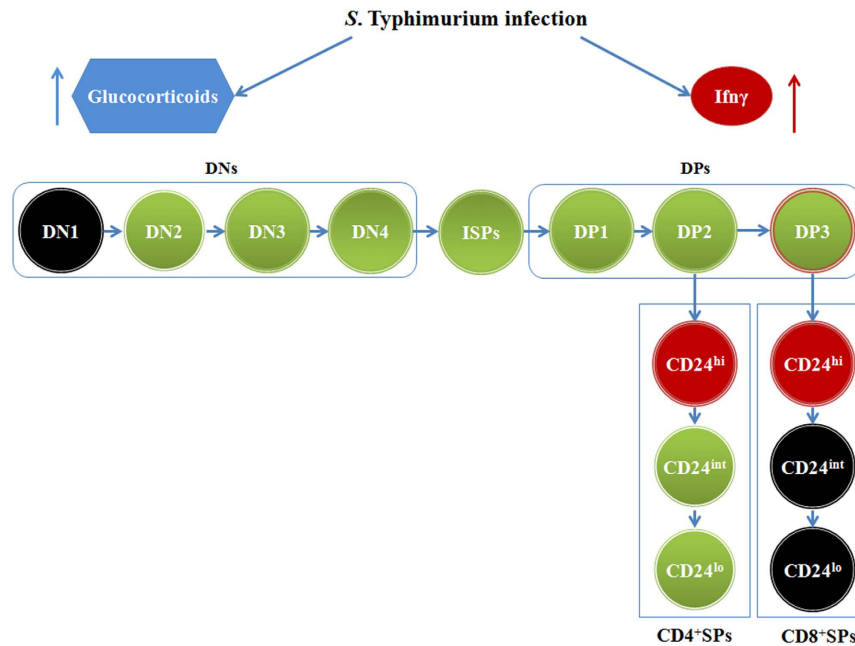 S. Typhimurium infection
Glucocorticoids
Ifnγ
DNs
DPs
DN1
DN2
DN3
DN4
ISPs
DP1
DP2
DP3
CD24hi
CD24hi
CD24int
CD24int
CD24lo
CD24lo
CD4+SPs
CD8+SPs